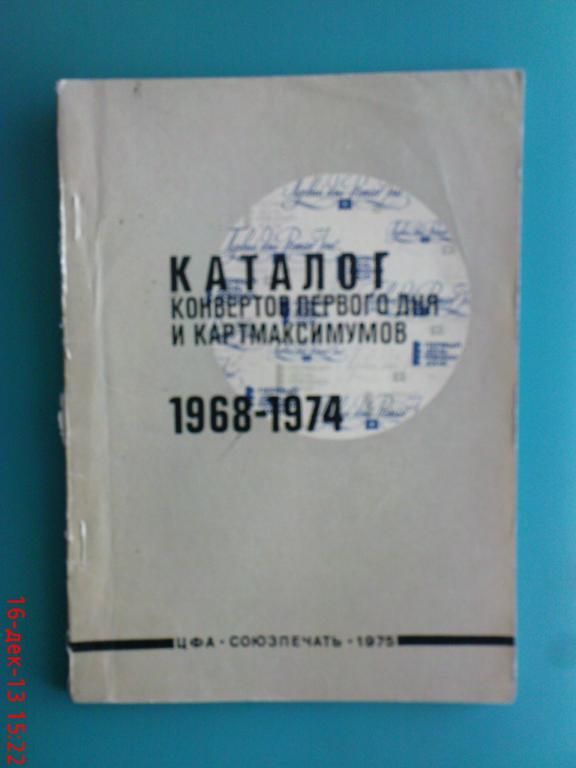 КАТАЛОГ
КОНВЕРТОВ ПЕРВОГО ДНЯ
И КАРТМАКСИМУМОВ
1968-1974
ЦФА - СОЮЗПЕЧАТЬ - 1975
16-дек-13 15:22